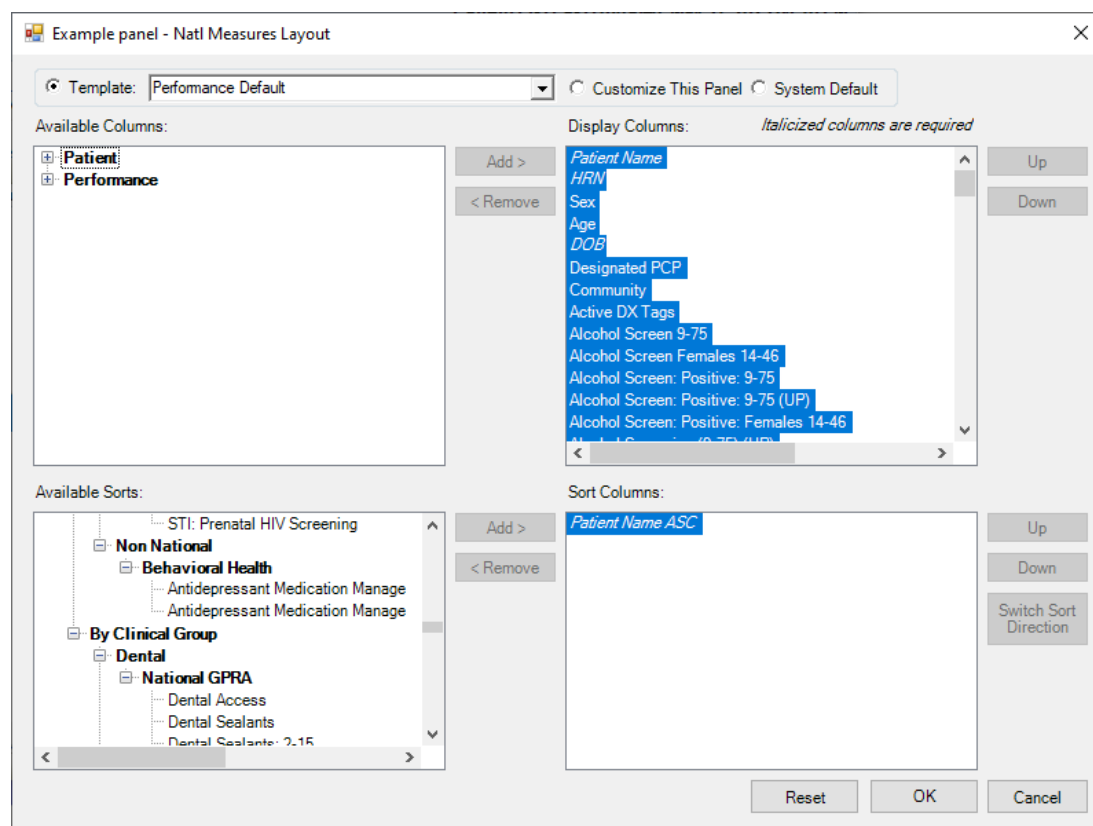 Example panel - Natl Measures Layout
Template: Performance Default Customize This Panel System Default
Available Columns:
Patient
Performance
Add >
< Remove
Display Columns: Italicized columns are required
Patient Name
HRN
Sex
Age
DOB
Designated PCP
Community
Active DX Tags
Alcohol Screen 9-75
Alcohol Screen Females 14-46
Alcohol Screen: Positive: 9-75
Alcohol Screen: Positive: 9-75 (UP)
Alcohol Screen: Positive: Females 14-46
Up
Down
Available Sorts:
STI: Prenatal HIV Screening
Non National
Behavioral Health
Antidepressant Medication Manage
Antidepressant Medication Manage
By Clinical Group
Dental
National GPRA
Dental Access
Dental Sealants
Dental Sealants: 2-15
Add >
< Remove
Sort Columns:
Patient Name ASC
Up
Down
Switch Sort
Direction
Reset OK Cancel